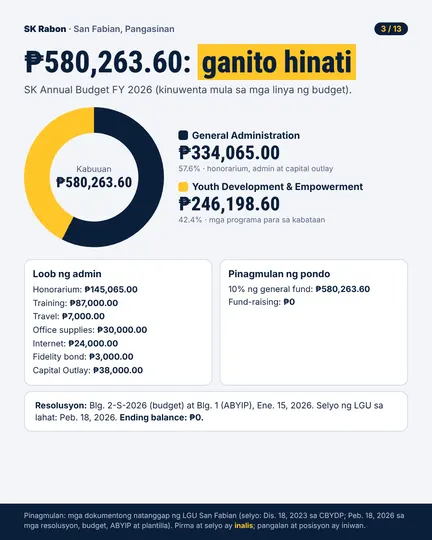 SK Rabon · San Fabian, Pangasinan
3 / 13
₱580,263.60: ganito hinati
SK Annual Budget FY 2026 (kinuwenta mula sa mga linya ng budget).
Kabuuan
₱580,263.60
General Administration
₱334,065.00
57.6% · honorarium, admin at capital outlay
Youth Development & Empowerment
₱246,198.60
42.4% · mga programa para sa kabataan
Loob ng admin
Honorarium: ₱145,065.00
Training: ₱87,000.00
Travel: ₱7,000.00
Office supplies: ₱30,000.00
Internet: ₱24,000.00
Fidelity bond: ₱3,000.00
Capital Outlay: ₱38,000.00
Pinagmulan ng pondo
10% ng general fund: ₱580,263.60
Fund-raising: ₱0
Resolusyon: Blg. 2-S-2026 (budget) at Blg. 1 (ABYIP), Ene. 15, 2026. Selyo ng LGU sa
lahat: Peb. 18, 2026. Ending balance: ₱0.
Pinagmulan: mga dokumentong natanggap ng LGU San Fabian (selyo: Dis. 18, 2023 sa CBYDP; Peb. 18, 2026 sa
mga resolusyon, budget, ABYIP at plantilla). Pirma at selyo ay inalis; pangalan at posisyon ay iniwan.